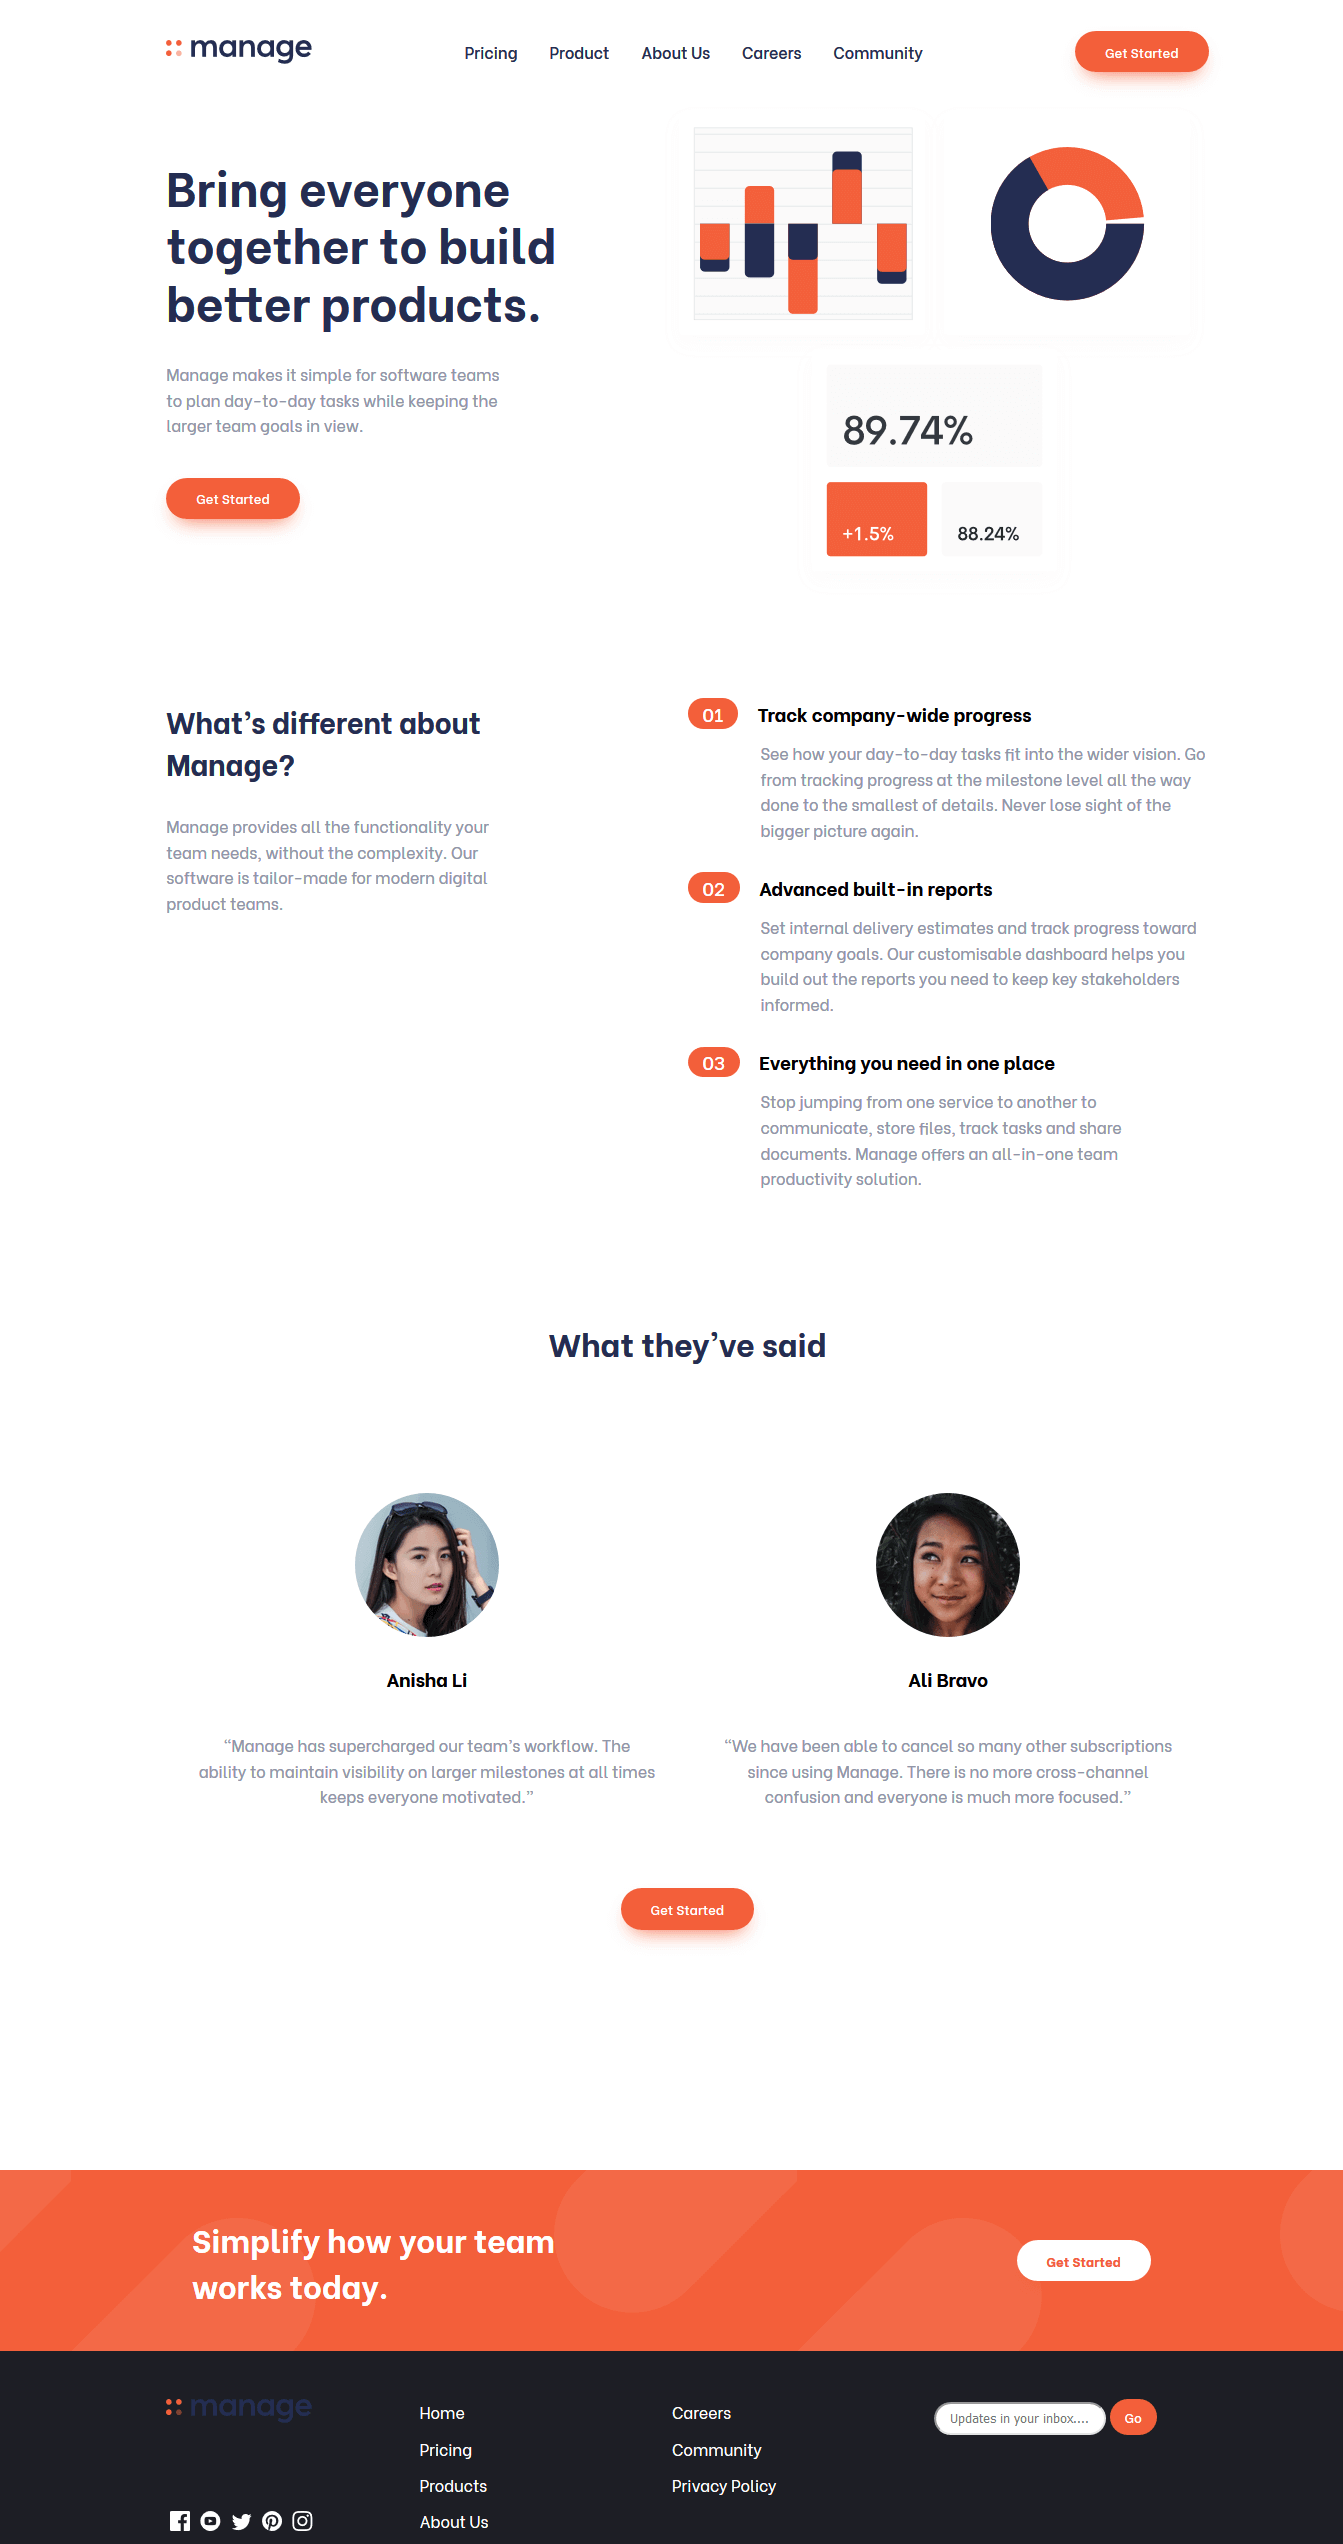 manage
Pricing
Product
About Us
Careers
Community
Get Started
Bring everyone
together to build
better products.
Manage makes it simple for software teams
to plan day-to-day tasks while keeping the
larger team goals in view.
Get Started
89.74%
+1.5%
88.24%
What's different about
Manage?
Manage provides all the functionality your
team needs, without the complexity. Our
software is tailor-made for modern digital
product teams.
01
Track company-wide progress
See how your day-to-day tasks fit into the wider vision. Go
from tracking progress at the milestone level all the way
done to the smallest of details. Never lose sight of the
bigger picture again.
02
Advanced built-in reports
Set internal delivery estimates and track progress toward
company goals. Our customisable dashboard helps you
build out the reports you need to keep key stakeholders
informed.
03
Everything you need in one place
Stop jumping from one service to another to
communicate, store files, track tasks and share
documents. Manage offers an all-in-one team
productivity solution.
What they've said
Anisha Li
“Manage has supercharged our team's workflow. The
ability to maintain visibility on larger milestones at all times
keeps everyone motivated.”
Ali Bravo
“We have been able to cancel so many other subscriptions
since using Manage. There is no more cross-channel
confusion and everyone is much more focused.”
Get Started
Simplify how your team
works today.
Get Started
manage
Home
Pricing
Products
About Us
Careers
Community
Privacy Policy
Updates in your inbox....
Go